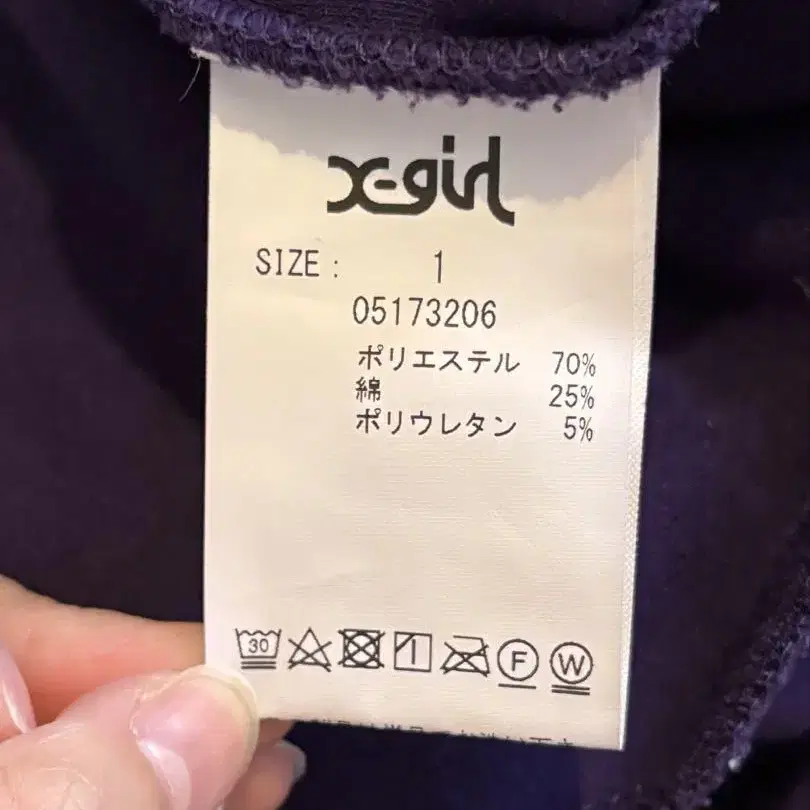 X-girl
SIZE : 1
05173206
ポリエステル 70%
綿 25%
ポリウレタン 5%
30 F W